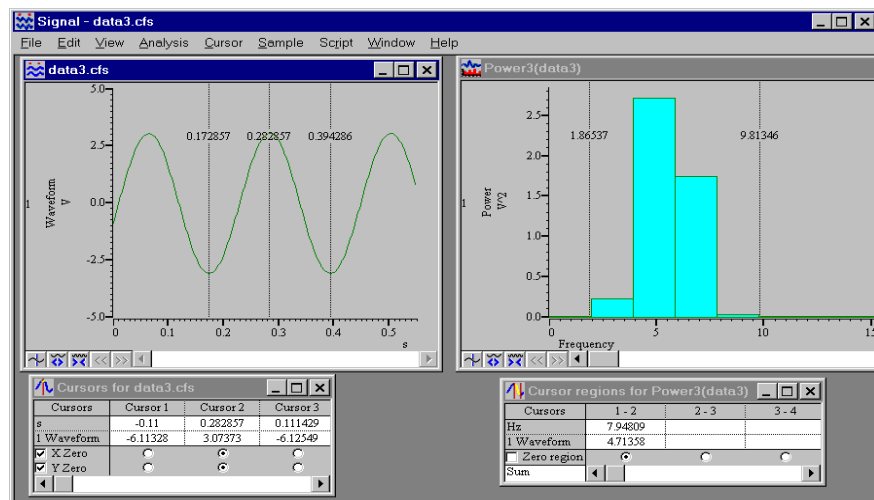 Signal - data3.cfs
File Edit View Analysis Cursor Sample Script Window Help
data3.cfs
5.0
2.5
0.0
-2.5
-5.0
1
Waveform
V
0.172857 0.282857 0.394286
0 0.1 0.2 0.3 0.4 0.5
s
Power3(data3)
2.5
2.0
1.5
1.0
0.5
0.0
1
Power
V^2
1.86537 9.81346
0 5 10 15
Frequency
Cursors for data3.cfs
Cursors Cursor 1 Cursor 2 Cursor 3
s -0.11 0.282857 0.111429
1 Waveform -6.11328 3.07373 -6.12549
X Zero
Y Zero
Cursor regions for Power3(data3)
Cursors 1 - 2 2 - 3 3 - 4
Hz 7.94809
1 Waveform 4.71358
Zero region
Sum